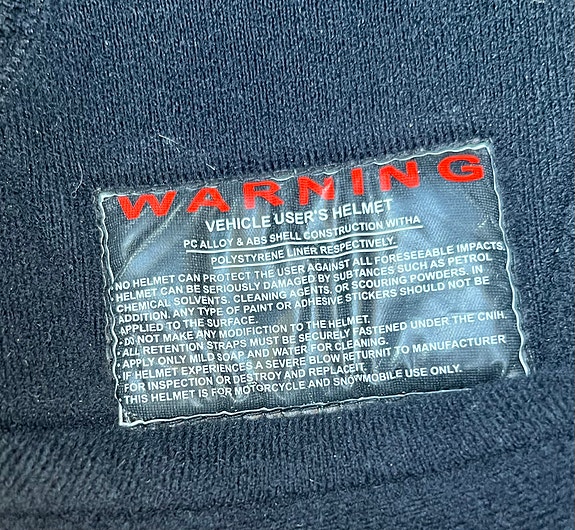 WARNING
VEHICLE USER'S HELMET
PC ALLOY & ABS SHELL CONSTRUCTION WITHA
POLYSTYRENE LINER RESPECTIVELY.
NO HELMET CAN PROTECT THE USER AGAINST ALL FORESEEABLE IMPACTS
HELMET CAN BE SERIOUSLY DAMAGED BY SUBTANCES SUCH AS PETROL
CHEMICAL SOLVENTS. CLEANING AGENTS, OR SCOURING POWDERS. IN
ADDITION. ANY TYPE OF PAINT OR ADHESIVE STICKERS SHOULD NOT BE
APPLIED TO THE SURFACE.
· DO NOT MAKE ANY MODIFICTION TO THE HELMET.
· ALL RETENTION STRAPS MUST BE SECURELY FASTENED UNDER THE CNIH.
· APPLY ONLY MILD SOAP AND WATER FOR CLEANING.
· IF HELMET EXPERIENCES A SEVERE BLOW RETURNIT TO MANUFACTURER
FOR INSPECTION OR DESTROY AND REPLACEIT.
THIS HELMET IS FOR MOTORCYCLE AND SNOWMOBILE USE ONLY.